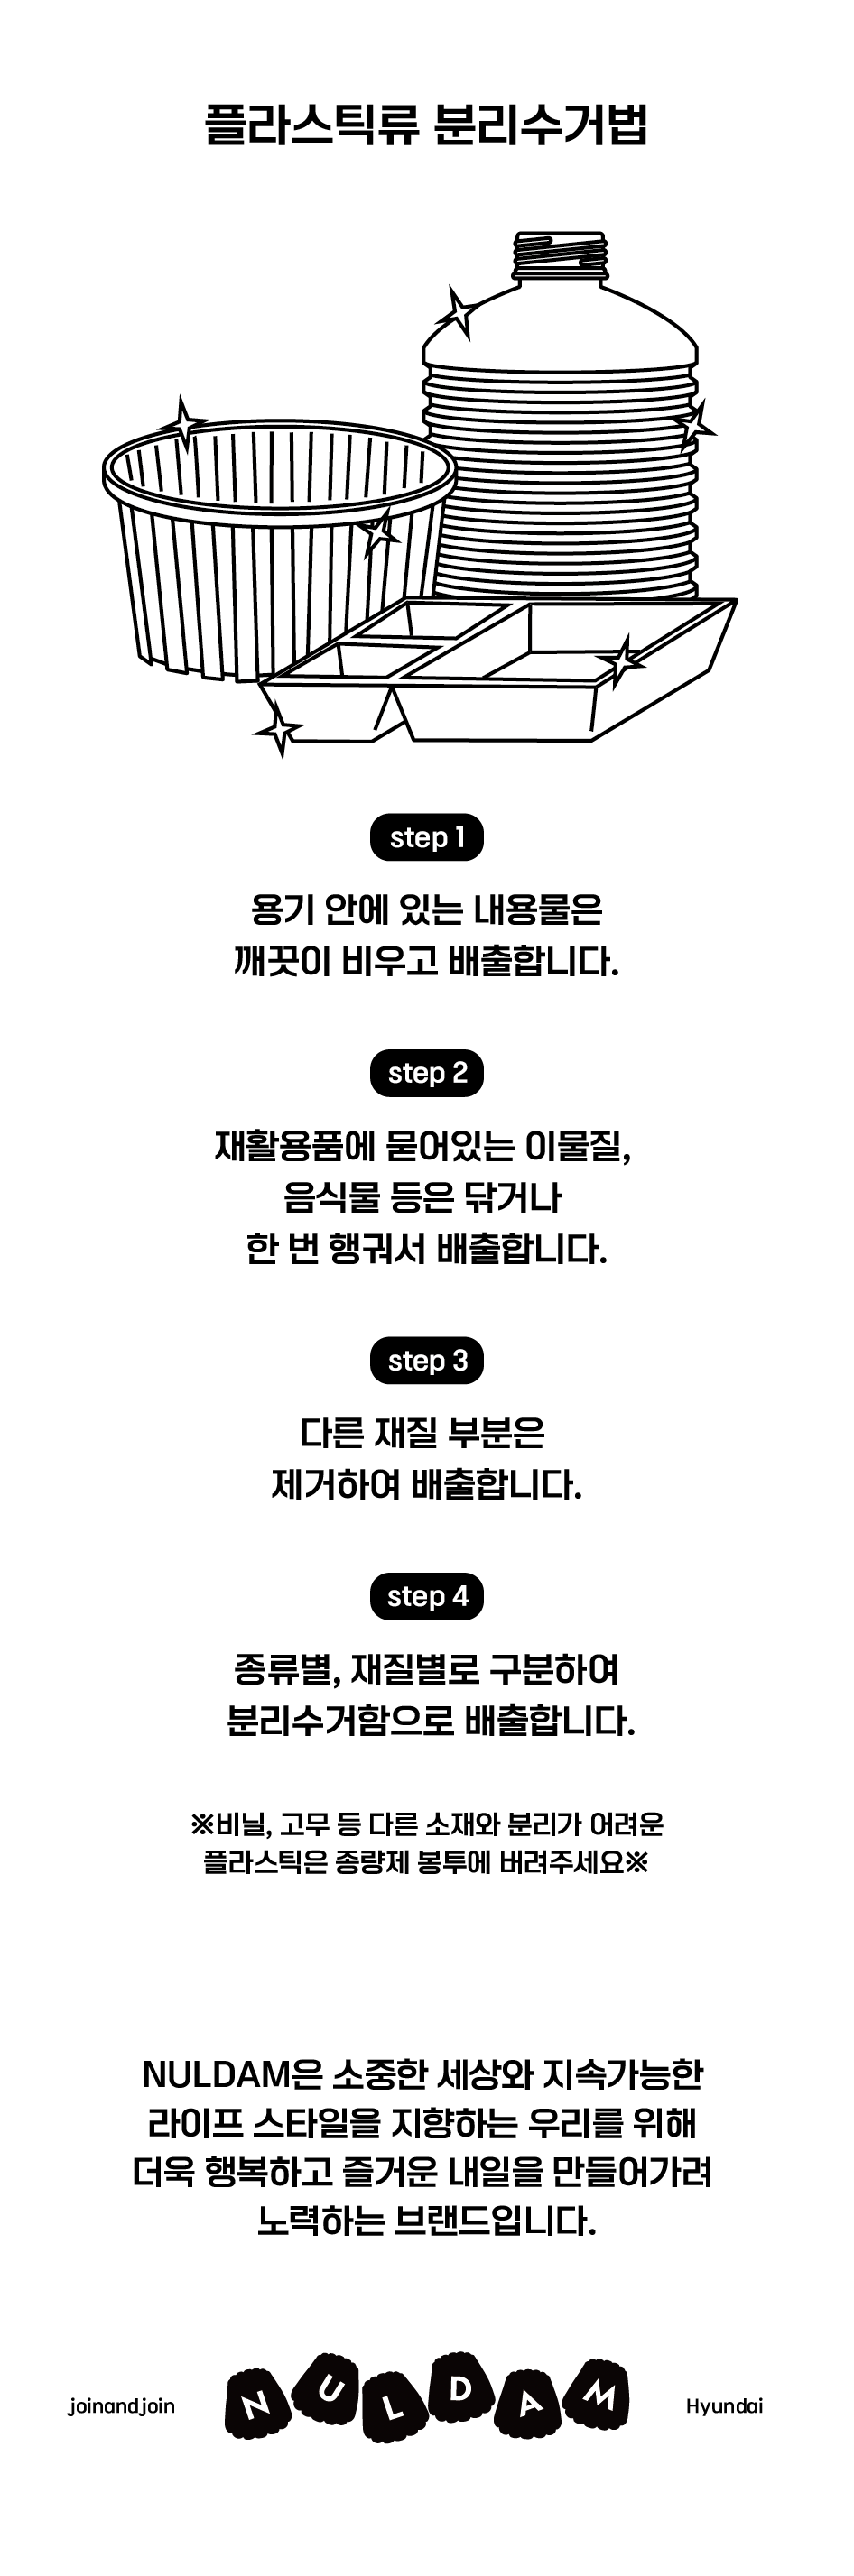 플라스틱류 분리수거법
step 1
용기 안에 있는 내용물은
깨끗이 비우고 배출합니다.
step 2
재활용품에 묻어있는 이물질,
음식물 등은 닦거나
한 번 행궈서 배출합니다.
step 3
다른 재질 부분은
제거하여 배출합니다.
step 4
종류별, 재질별로 구분하여
분리수거함으로 배출합니다.
※비닐, 고무 등 다른 소재와 분리가 어려운
플라스틱은 종량제 봉투에 버려주세요※
NULDAM은 소중한 세상와 지속가능한
라이프 스타일을 지향하는 우리를 위해
더욱 행복하고 즐거운 내일을 만들어가려
노력하는 브랜드입니다.
joinandjoin
NULDAM
Hyundai